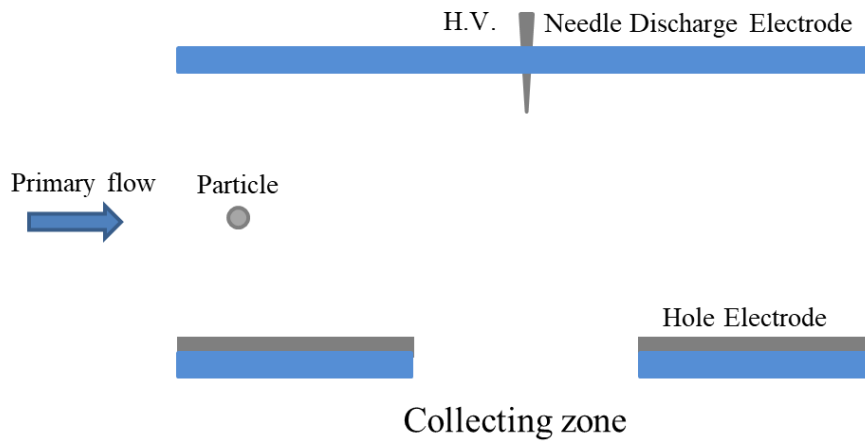 H.V.
Needle Discharge Electrode
Primary flow
Particle
Hole Electrode
Collecting zone